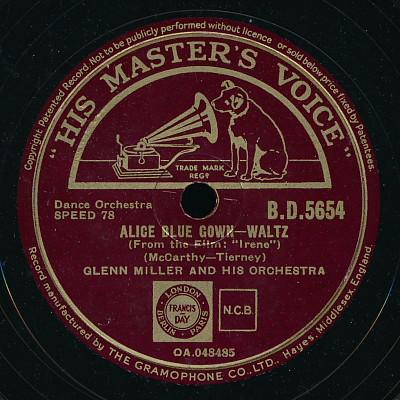 Copyright Patented Record. Not to be publicly performed without licence or sold below price fixed by Patentees.
"HIS MASTER'S VOICE"
TRADE MARK
REGD
Dance Orchestra
SPEED 78
B.D.5654
ALICE BLUE GOWN—WALTZ
(From the Film: "Irene")
(McCarthy—Tierney)
GLENN MILLER AND HIS ORCHESTRA
LONDON
FRANCIS & DAY
BERLIN PARIS
N.C.B.
OA.048485
Record manufactured by THE GRAMOPHONE CO., LTD., Hayes, Middlesex, England.